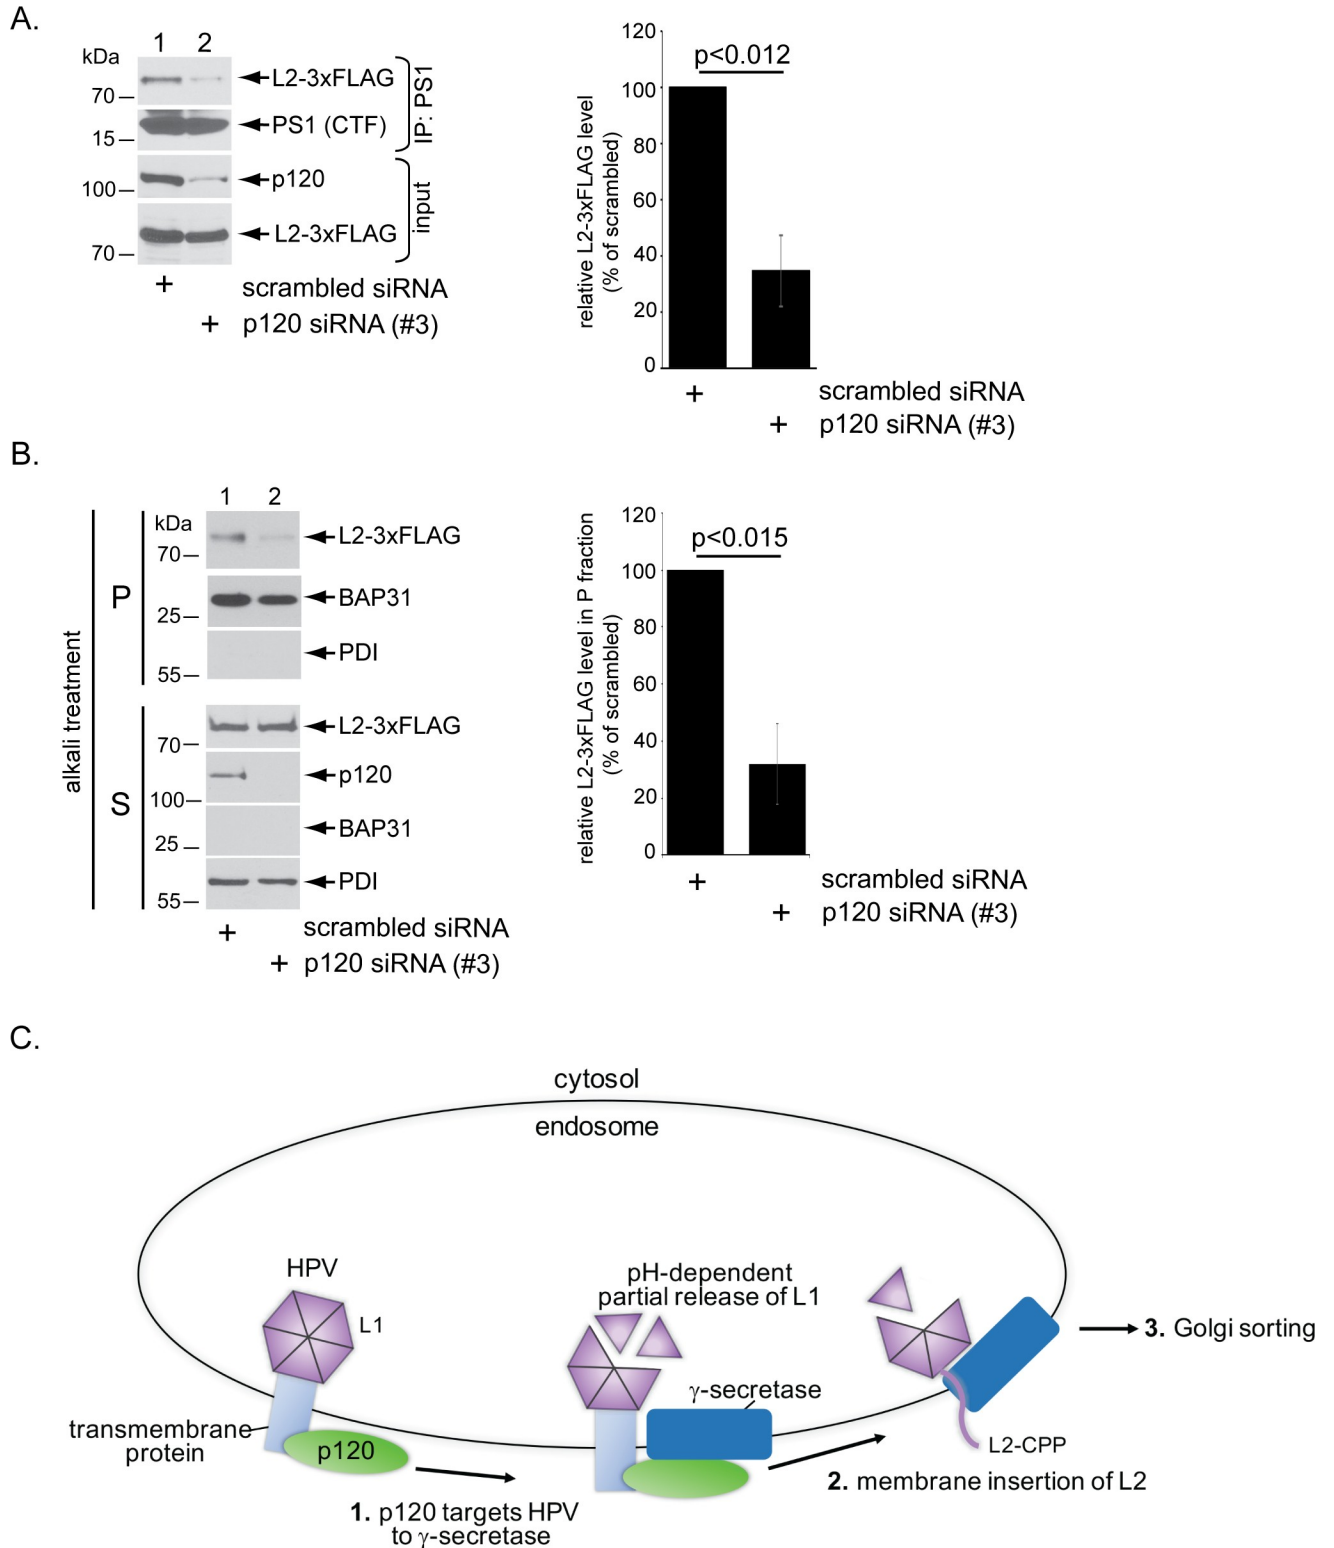 A.
1 2
kDa
L2-3xFLAG
70
PS1 (CTF)
15
IP: PS1
p120
100
L2-3xFLAG
70
input
+ scrambled siRNA
+ p120 siRNA (#3)
relative L2-3xFLAG level
(% of scrambled)
120
100
80
60
40
20
0
p<0.012
+ scrambled siRNA
+ p120 siRNA (#3)
B.
alkali treatment
1 2
P
kDa
L2-3xFLAG
70
BAP31
25
PDI
55
S
L2-3xFLAG
70
p120
100
BAP31
25
PDI
55
+ scrambled siRNA
+ p120 siRNA (#3)
relative L2-3xFLAG level in P fraction
(% of scrambled)
120
100
80
60
40
20
0
p<0.015
+ scrambled siRNA
+ p120 siRNA (#3)
C.
cytosol
endosome
HPV
L1
transmembrane
protein
p120
1. p120 targets HPV
to γ-secretase
pH-dependent
partial release of L1
γ-secretase
2. membrane insertion of L2
L2-CPP
3. Golgi sorting